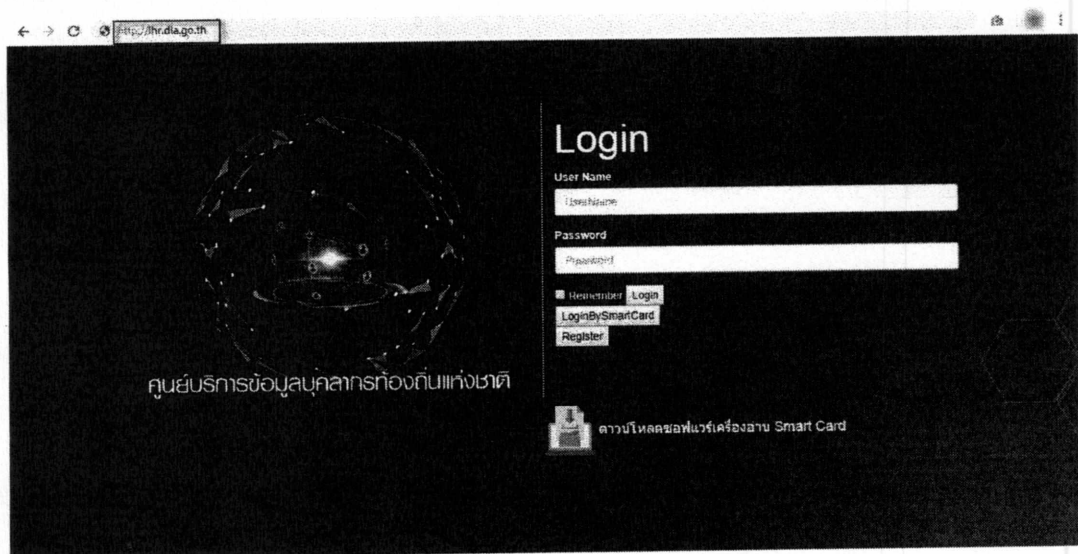 http://lhr.dla.go.th
Login
User Name
UserName
Password
Password
Remember Login
LoginBySmartCard
Register
ศูนย์บริการข้อมูลบุคลากรท้องถิ่นแห่งชาติ
ดาวน์โหลดซอฟแวร์เครื่องอ่าน Smart Card